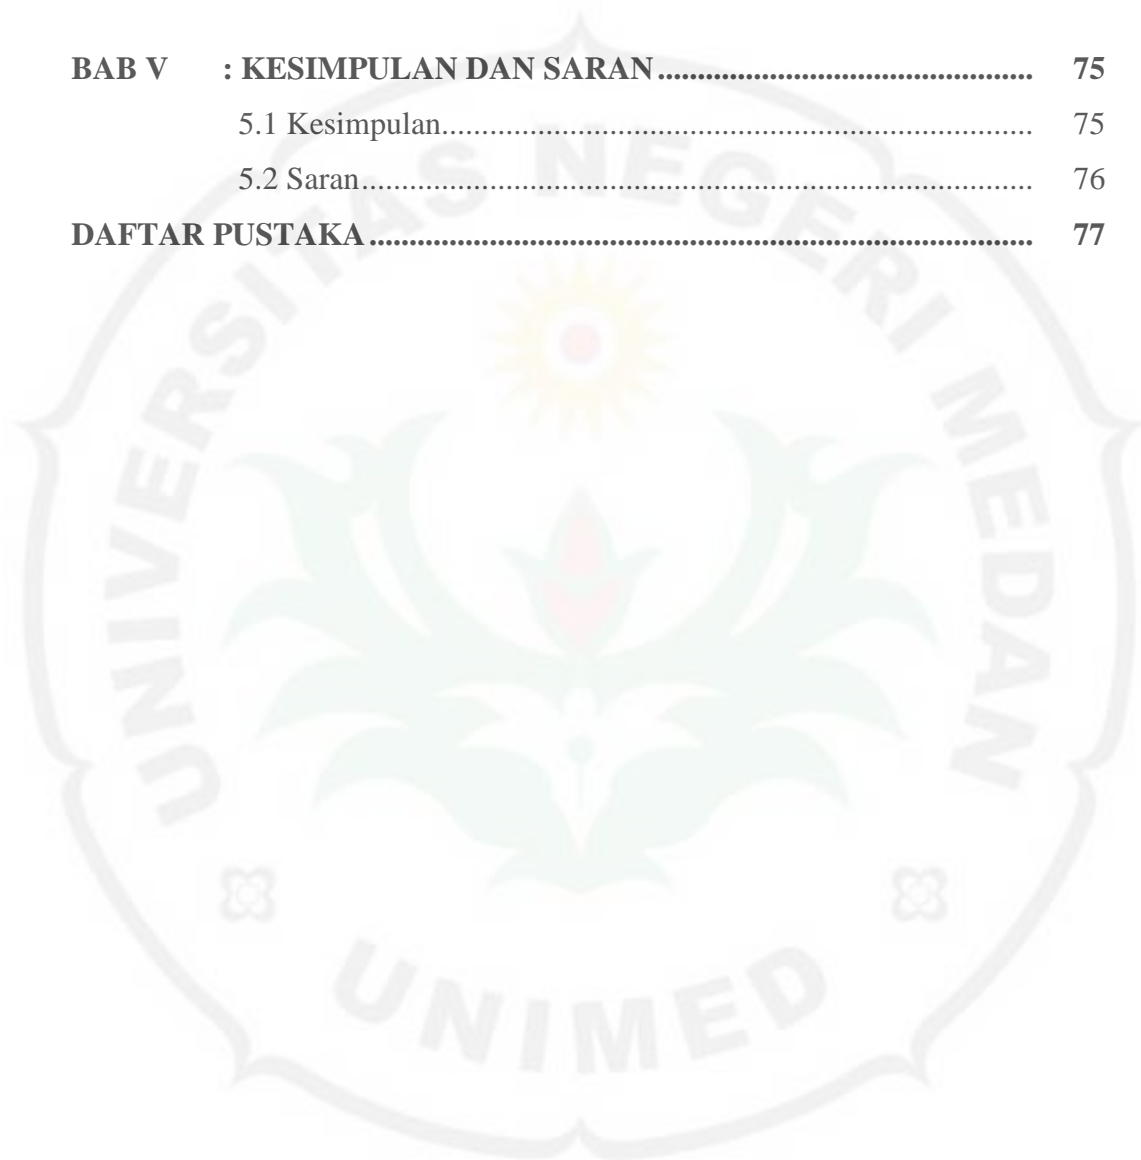 BAB V : KESIMPULAN DAN SARAN............................................... 75
5.1 Kesimpulan.......................................................................... 75
5.2 Saran.................................................................................... 76
DAFTAR PUSTAKA................................................................................... 77
UNIVERSITAS NEGERI MEDAN
UNIMED